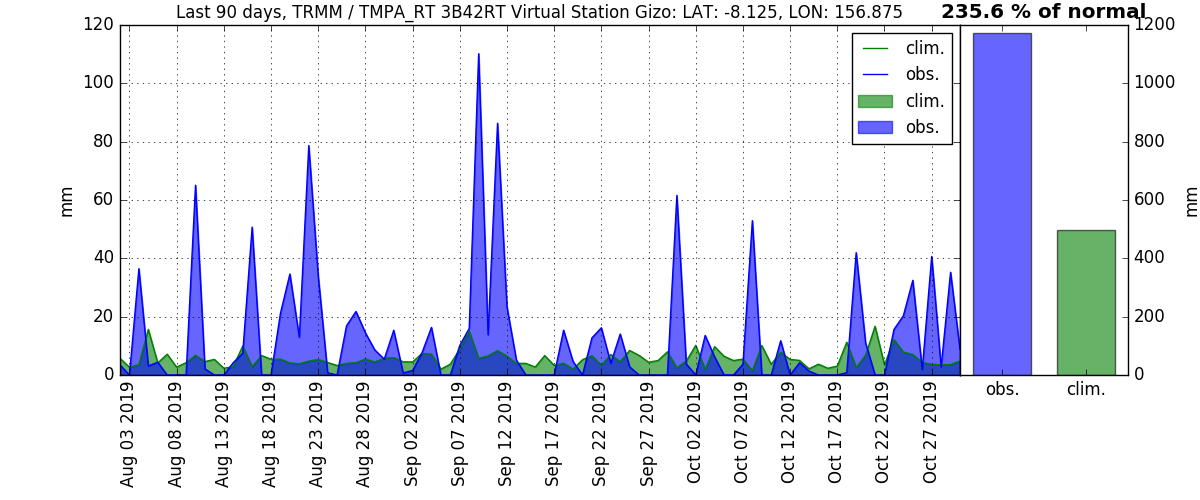 Last 90 days, TRMM / TMPA_RT 3B42RT Virtual Station Gizo: LAT: -8.125, LON: 156.875
235.6 % of normal
120
100
80
60
40
20
0
mm
clim.
obs.
clim.
obs.
1200
1000
800
600
400
200
0
mm
Aug 03 2019
Aug 08 2019
Aug 13 2019
Aug 18 2019
Aug 23 2019
Aug 28 2019
Sep 02 2019
Sep 07 2019
Sep 12 2019
Sep 17 2019
Sep 22 2019
Sep 27 2019
Oct 02 2019
Oct 07 2019
Oct 12 2019
Oct 17 2019
Oct 22 2019
Oct 27 2019
obs.
clim.